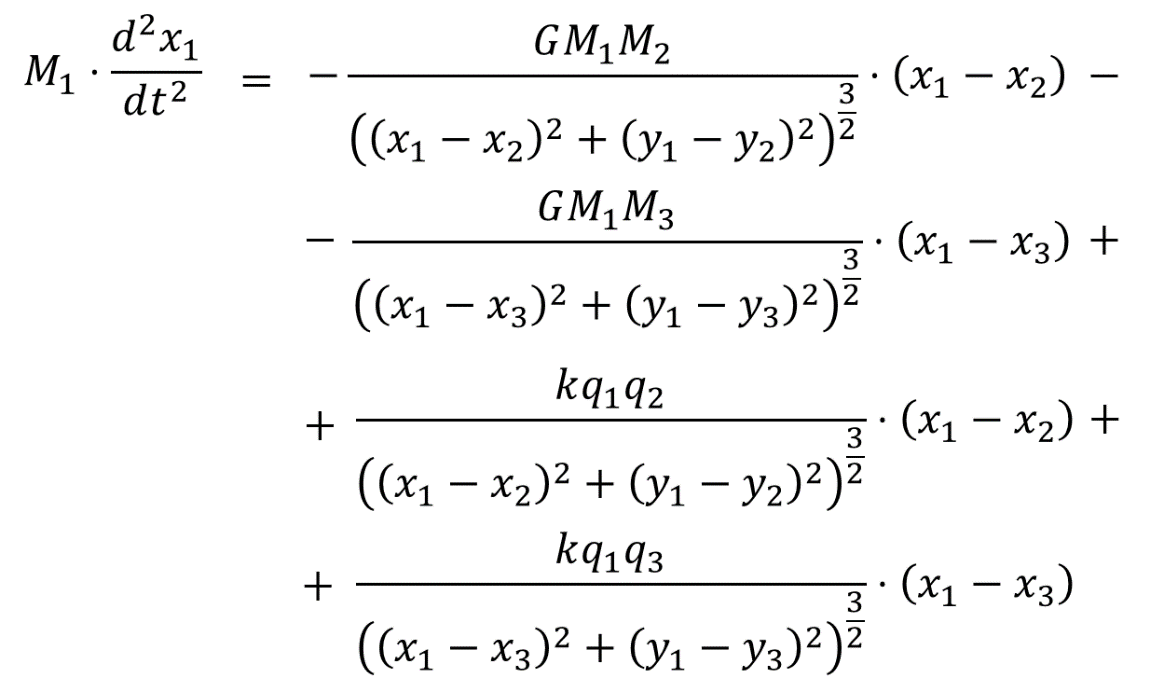 M₁ · d²x₁/dt² = − GM₁M₂/((x₁ − x₂)² + (y₁ − y₂)²)^(3/2) · (x₁ − x₂) −
− GM₁M₃/((x₁ − x₃)² + (y₁ − y₃)²)^(3/2) · (x₁ − x₃) +
+ kq₁q₂/((x₁ − x₂)² + (y₁ − y₂)²)^(3/2) · (x₁ − x₂) +
+ kq₁q₃/((x₁ − x₃)² + (y₁ − y₃)²)^(3/2) · (x₁ − x₃)